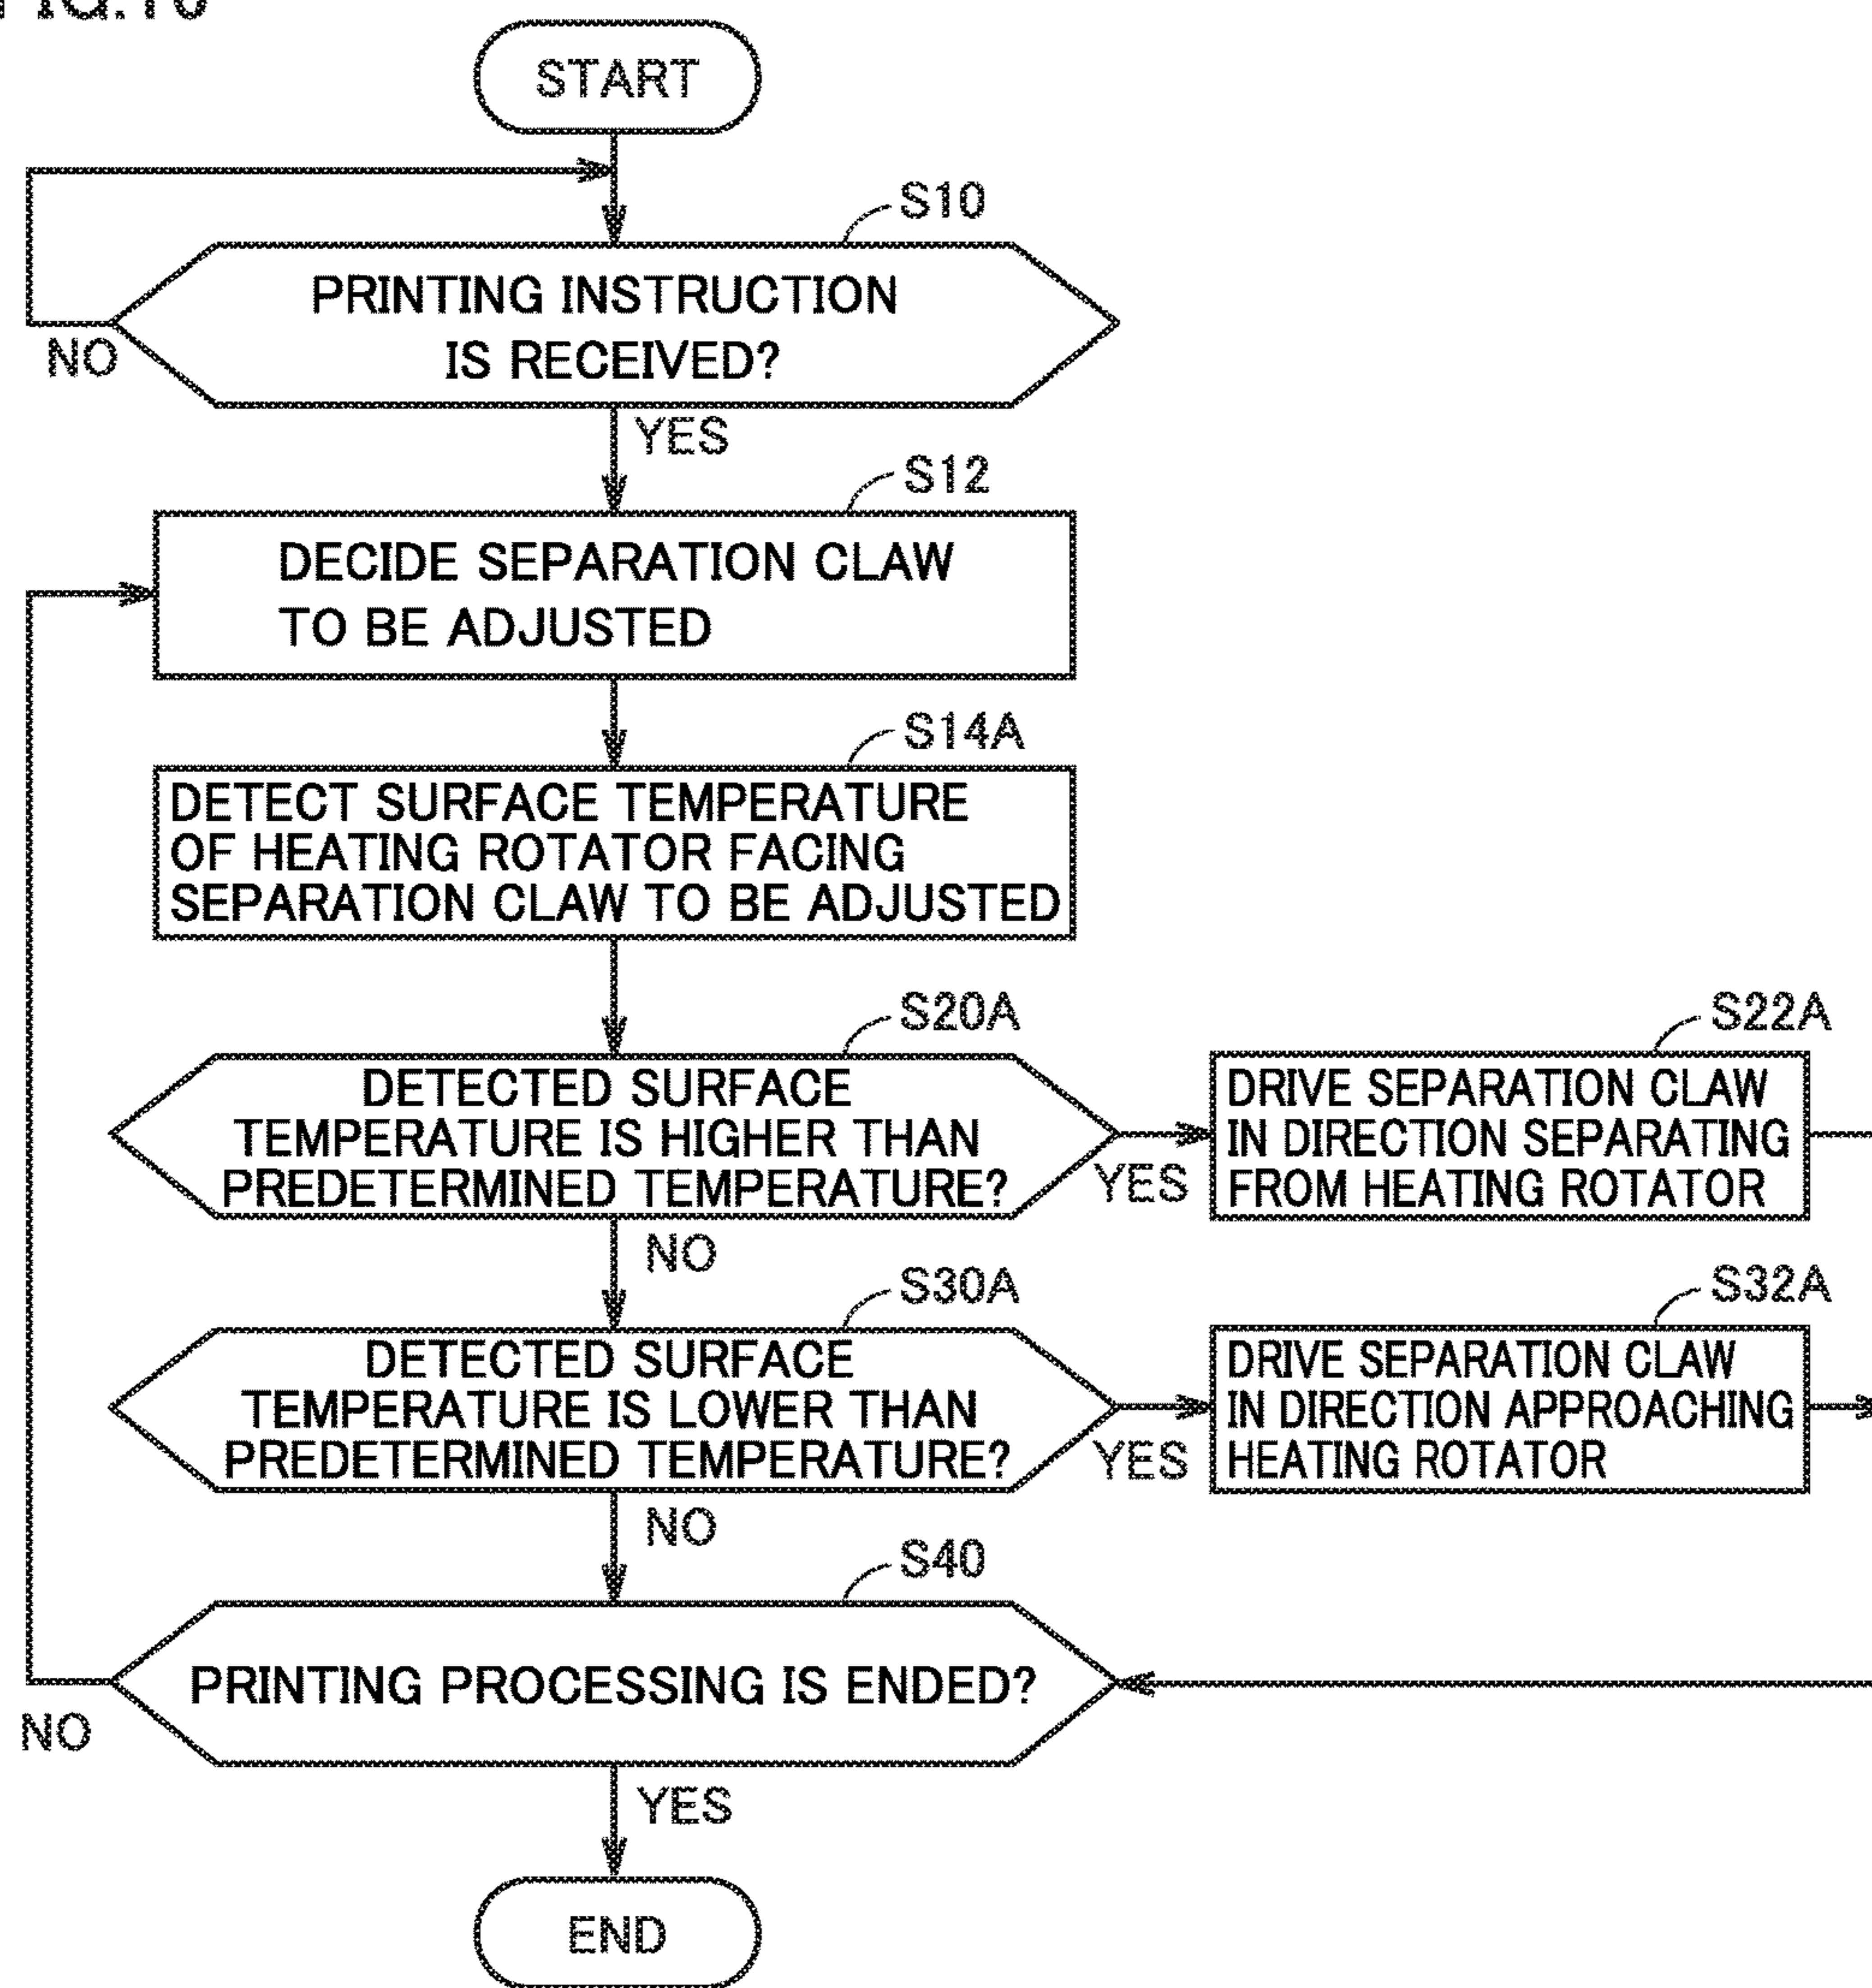 START
S10
PRINTING INSTRUCTION
IS RECEIVED?
NO
YES
S12
DECIDE SEPARATION CLAW
TO BE ADJUSTED
S14A
DETECT SURFACE TEMPERATURE
OF HEATING ROTATOR FACING
SEPARATION CLAW TO BE ADJUSTED
S20A
DETECTED SURFACE
TEMPERATURE IS HIGHER THAN
PREDETERMINED TEMPERATURE?
YES
S22A
DRIVE SEPARATION CLAW
IN DIRECTION SEPARATING
FROM HEATING ROTATOR
NO
S30A
DETECTED SURFACE
TEMPERATURE IS LOWER THAN
PREDETERMINED TEMPERATURE?
YES
S32A
DRIVE SEPARATION CLAW
IN DIRECTION APPROACHING
HEATING ROTATOR
NO
S40
PRINTING PROCESSING IS ENDED?
NO
YES
END